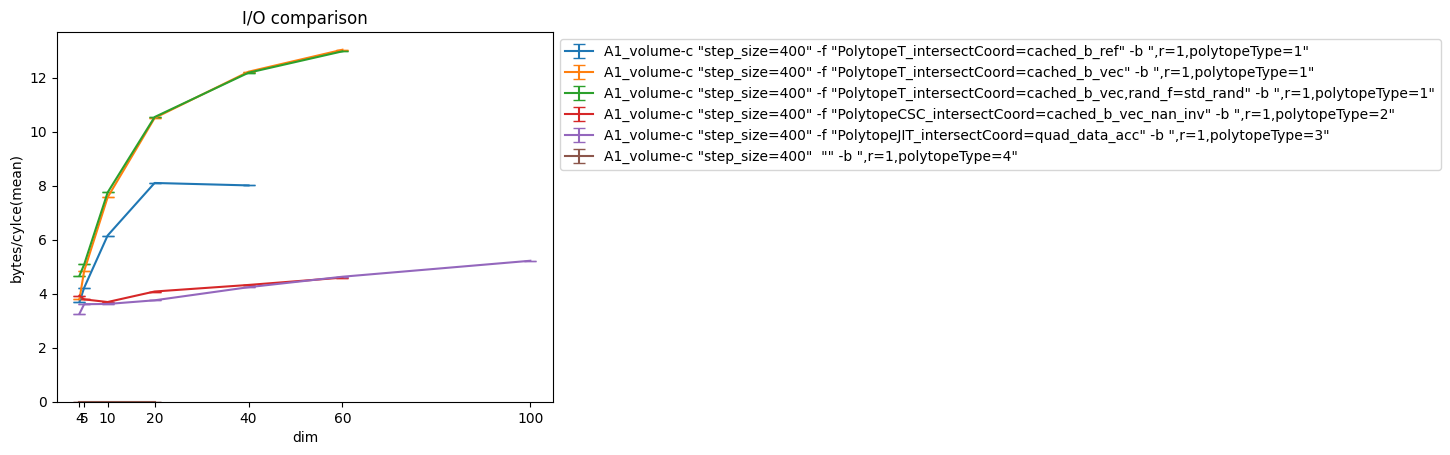 I/O comparison
bytes/cylce(mean)
12
10
8
6
4
2
0
4
5
10
20
40
60
100
dim
A1_volume-c "step_size=400" -f "PolytopeT_intersectCoord=cached_b_ref" -b ",r=1,polytopeType=1"
A1_volume-c "step_size=400" -f "PolytopeT_intersectCoord=cached_b_vec" -b ",r=1,polytopeType=1"
A1_volume-c "step_size=400" -f "PolytopeT_intersectCoord=cached_b_vec,rand_f=std_rand" -b ",r=1,polytopeType=1"
A1_volume-c "step_size=400" -f "PolytopeCSC_intersectCoord=cached_b_vec_nan_inv" -b ",r=1,polytopeType=2"
A1_volume-c "step_size=400" -f "PolytopeJIT_intersectCoord=quad_data_acc" -b ",r=1,polytopeType=3"
A1_volume-c "step_size=400"  "" -b ",r=1,polytopeType=4"